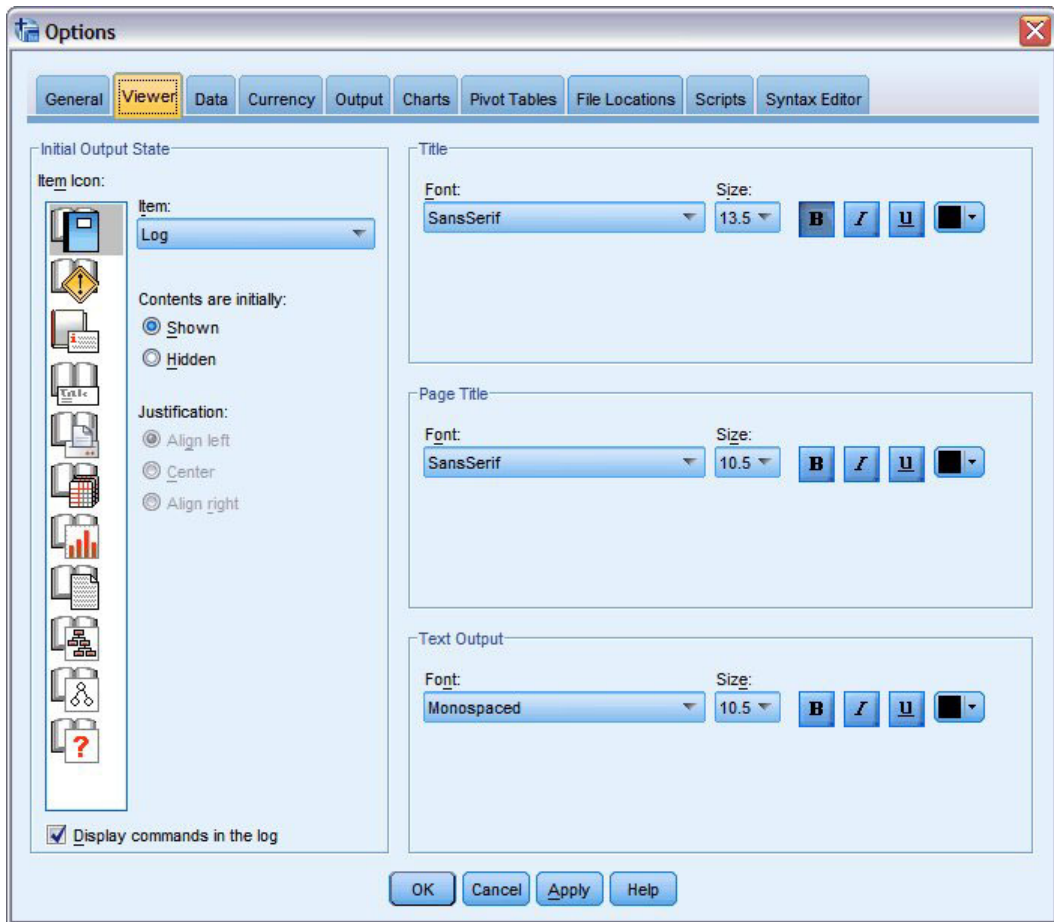 Options
General Viewer Data Currency Output Charts Pivot Tables File Locations Scripts Syntax Editor
Initial Output State
Item Icon:
Item:
Log
Contents are initially:
Shown
Hidden
Justification:
Align left
Center
Align right
Display commands in the log
Title
Font: Size:
SansSerif 13.5 B I U
Page Title
Font: Size:
SansSerif 10.5 B I U
Text Output
Font: Size:
Monospaced 10.5 B I U
OK Cancel Apply Help